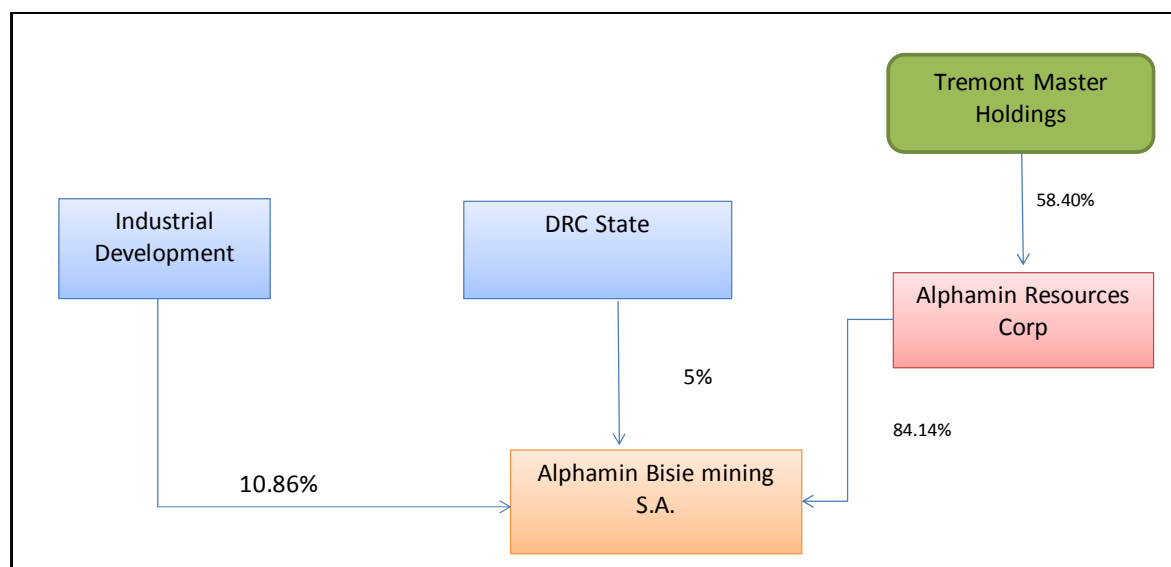 Tremont Master
Holdings
58.40%
Industrial
Development
DRC State
Alphamin Resources
Corp
5%
84.14%
10.86%
Alphamin Bisie mining
S.A.